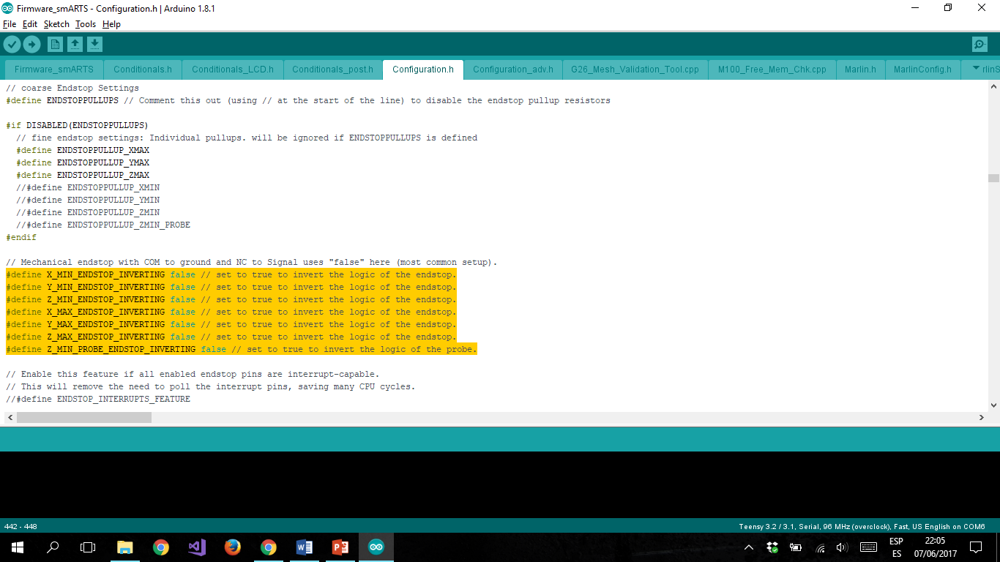 Firmware_smARTS - Configuration.h | Arduino 1.8.1
File Edit Sketch Tools Help
Firmware_smARTS Conditionals.h Conditionals_LCD.h Conditionals_post.h Configuration.h Configuration_adv.h G26_Mesh_Validation_Tool.cpp M100_Free_Mem_Chk.cpp Marlin.h MarlinConfig.h rlinS
// coarse Endstop Settings
#define ENDSTOPPULLUPS // Comment this out (using // at the start of the line) to disable the endstop pullup resistors
#if DISABLED(ENDSTOPPULLUPS)
// fine endstop settings: Individual pullups. will be ignored if ENDSTOPPULLUPS is defined
#define ENDSTOPPULLUP_XMAX
#define ENDSTOPPULLUP_YMAX
#define ENDSTOPPULLUP_ZMAX
//#define ENDSTOPPULLUP_XMIN
//#define ENDSTOPPULLUP_YMIN
//#define ENDSTOPPULLUP_ZMIN
//#define ENDSTOPPULLUP_ZMIN_PROBE
#endif
// Mechanical endstop with COM to ground and NC to Signal uses "false" here (most common setup).
#define X_MIN_ENDSTOP_INVERTING false // set to true to invert the logic of the endstop.
#define Y_MIN_ENDSTOP_INVERTING false // set to true to invert the logic of the endstop.
#define Z_MIN_ENDSTOP_INVERTING false // set to true to invert the logic of the endstop.
#define X_MAX_ENDSTOP_INVERTING false // set to true to invert the logic of the endstop.
#define Y_MAX_ENDSTOP_INVERTING false // set to true to invert the logic of the endstop.
#define Z_MAX_ENDSTOP_INVERTING false // set to true to invert the logic of the endstop.
#define Z_MIN_PROBE_ENDSTOP_INVERTING false // set to true to invert the logic of the probe.
// Enable this feature if all enabled endstop pins are interrupt-capable.
// This will remove the need to poll the interrupt pins, saving many CPU cycles.
//#define ENDSTOP_INTERRUPTS_FEATURE
442 - 448 Teensy 3.2 / 3.1, Serial, 96 MHz (overclock), Fast, US English on COM6
ESP 22:05
ES 07/06/2017